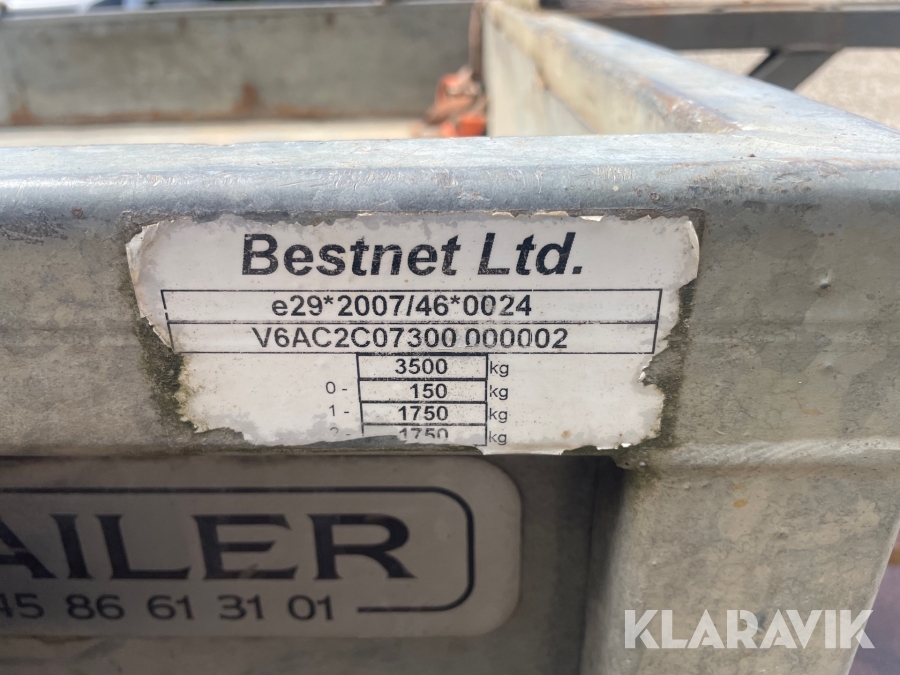 Bestnet Ltd.
e29*2007/46*0024
V6AC2C07300 000002
3500 kg
0 - 150 kg
1 - 1750 kg
2 - 1750 kg
AILER
45 86 61 31 01
KLARAVIK